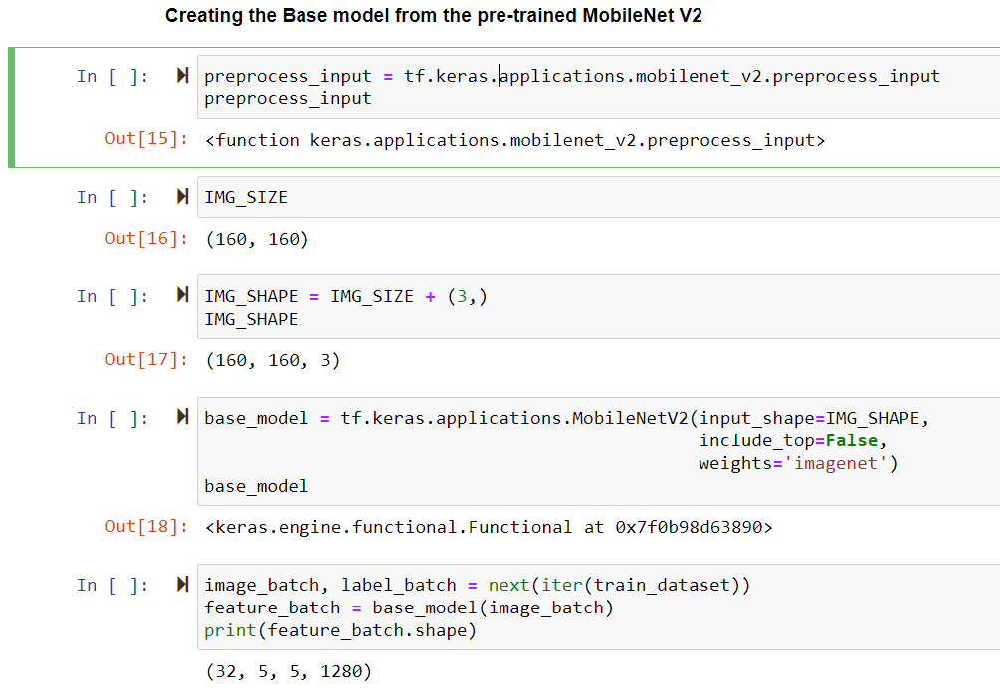 Creating the Base model from the pre-trained MobileNet V2
In [ ]: preprocess_input = tf.keras.applications.mobilenet_v2.preprocess_input
preprocess_input
Out[15]: <function keras.applications.mobilenet_v2.preprocess_input>
In [ ]: IMG_SIZE
Out[16]: (160, 160)
In [ ]: IMG_SHAPE = IMG_SIZE + (3,)
IMG_SHAPE
Out[17]: (160, 160, 3)
In [ ]: base_model = tf.keras.applications.MobileNetV2(input_shape=IMG_SHAPE,
include_top=False,
weights='imagenet')
base_model
Out[18]: <keras.engine.functional.Functional at 0x7f0b98d63890>
In [ ]: image_batch, label_batch = next(iter(train_dataset))
feature_batch = base_model(image_batch)
print(feature_batch.shape)
(32, 5, 5, 1280)